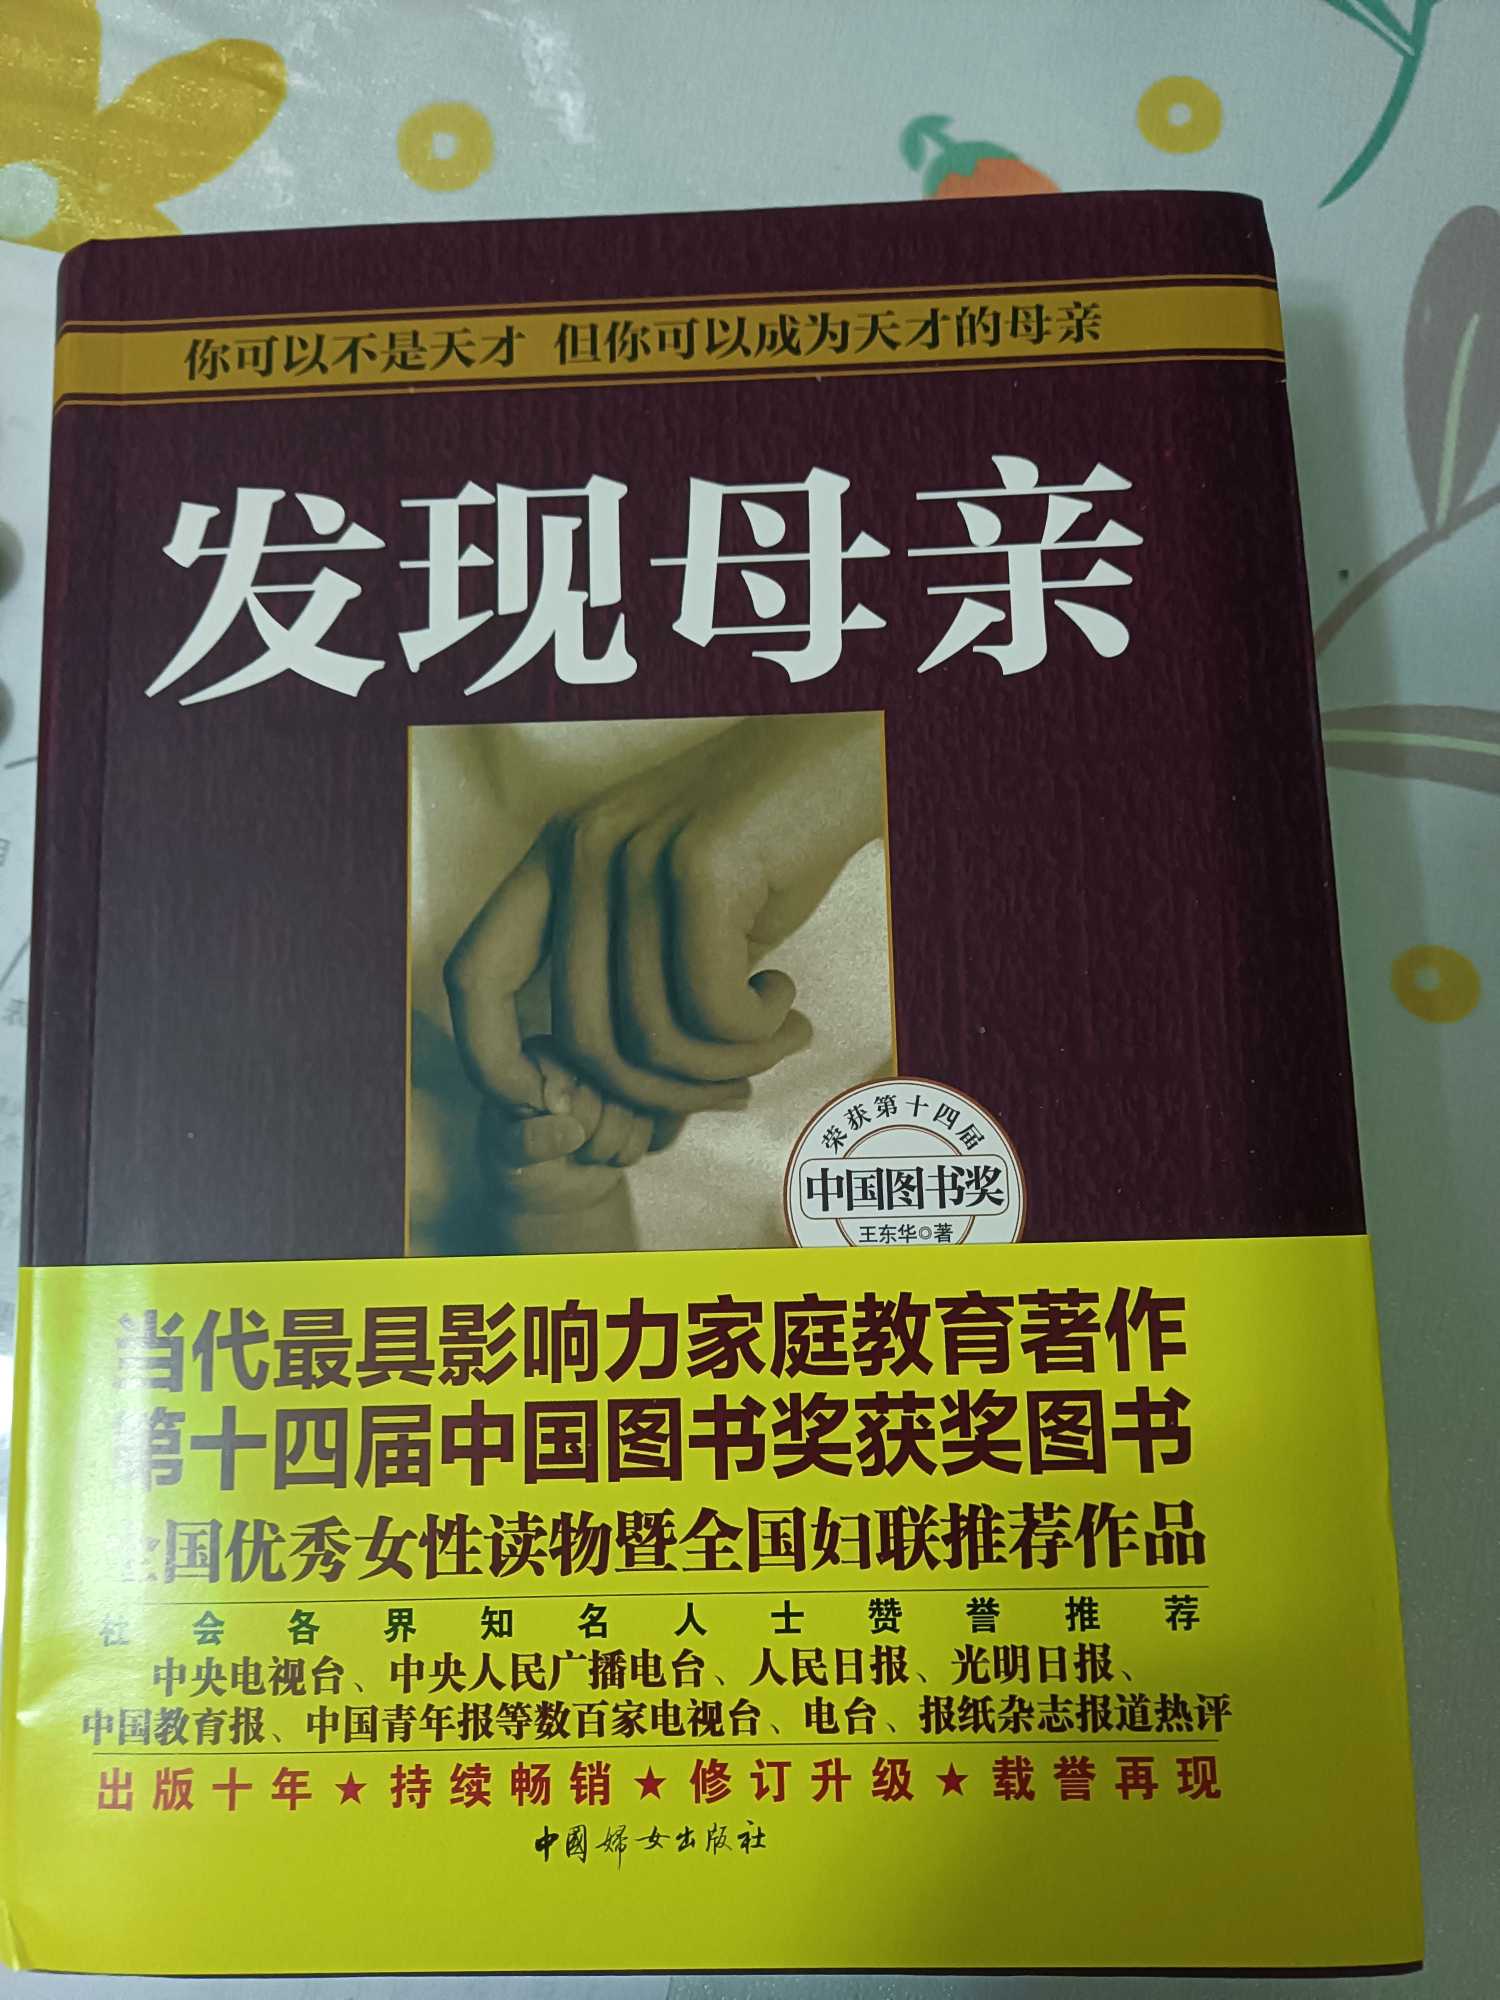 你可以不是天才 但你可以成为天才的母亲
发现母亲
荣获第十四届
中国图书奖
王东华◎著
当代最具影响力家庭教育著作
第十四届中国图书奖获奖图书
全国优秀女性读物暨全国妇联推荐作品
社会各界知名人士赞誉推荐
中央电视台、中央人民广播电台、人民日报、光明日报、
中国教育报、中国青年报等数百家电视台、电台、报纸杂志报道热评
出版十年★持续畅销★修订升级★载誉再现
中國婦女出版社